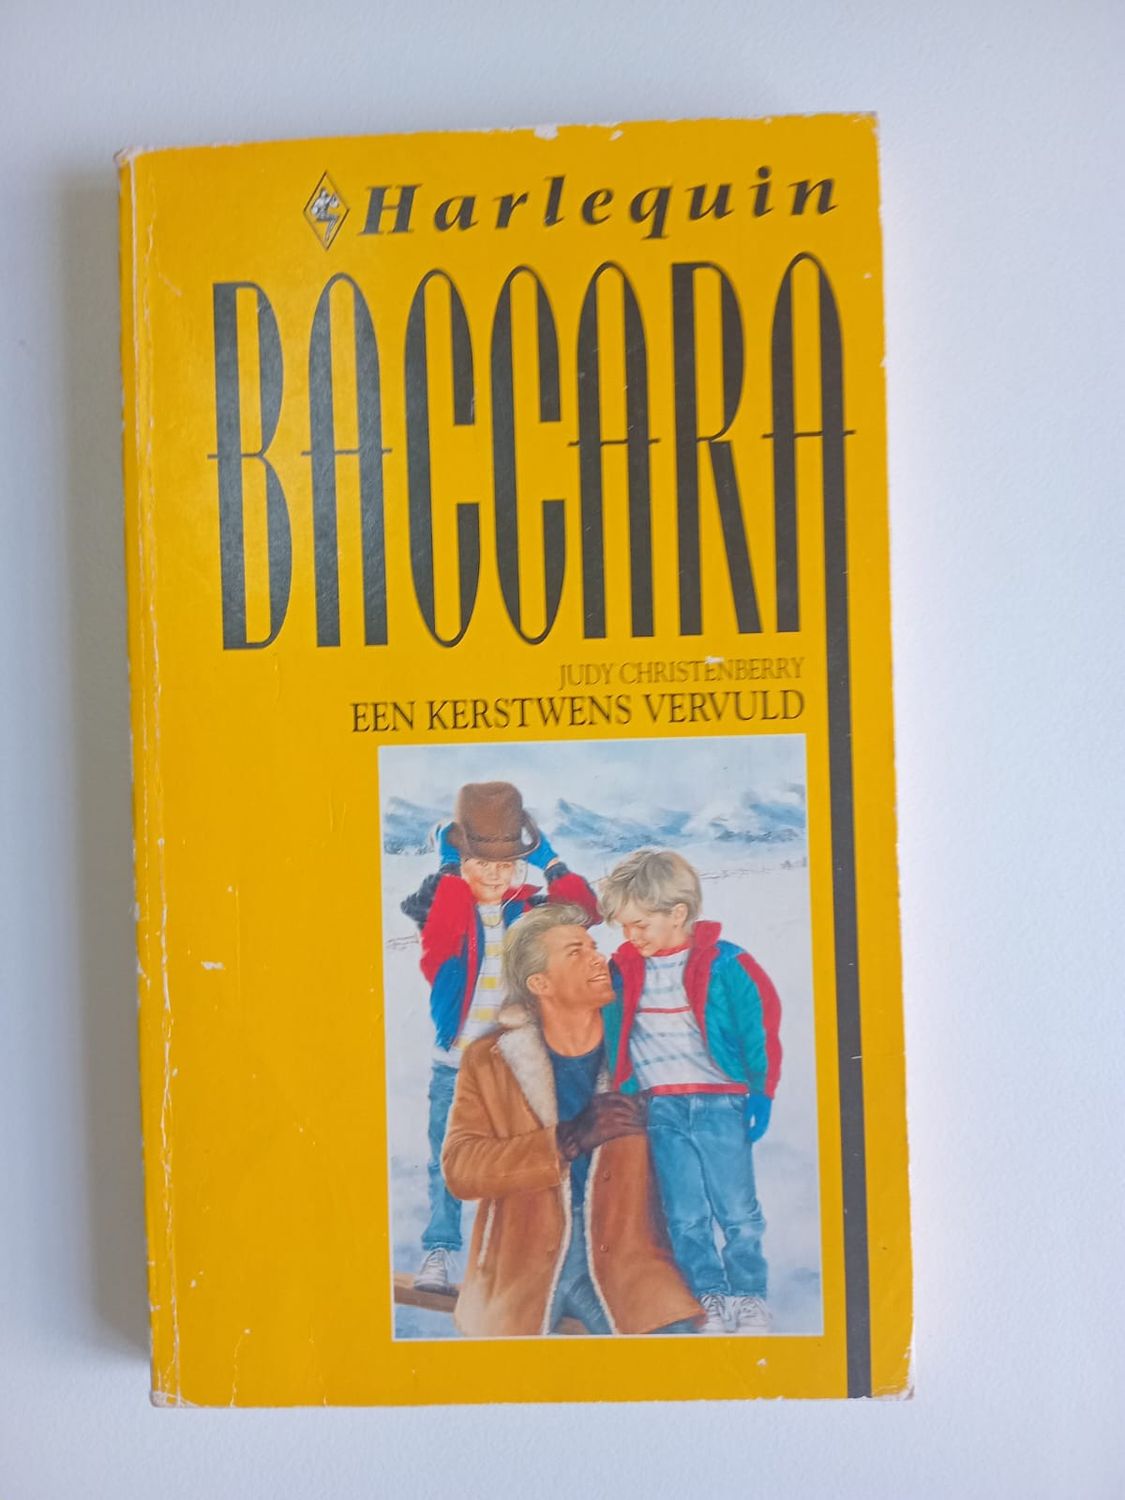 Harlequin
BACCARA
JUDY CHRISTENBERRY
EEN KERSTWENS VERVULD